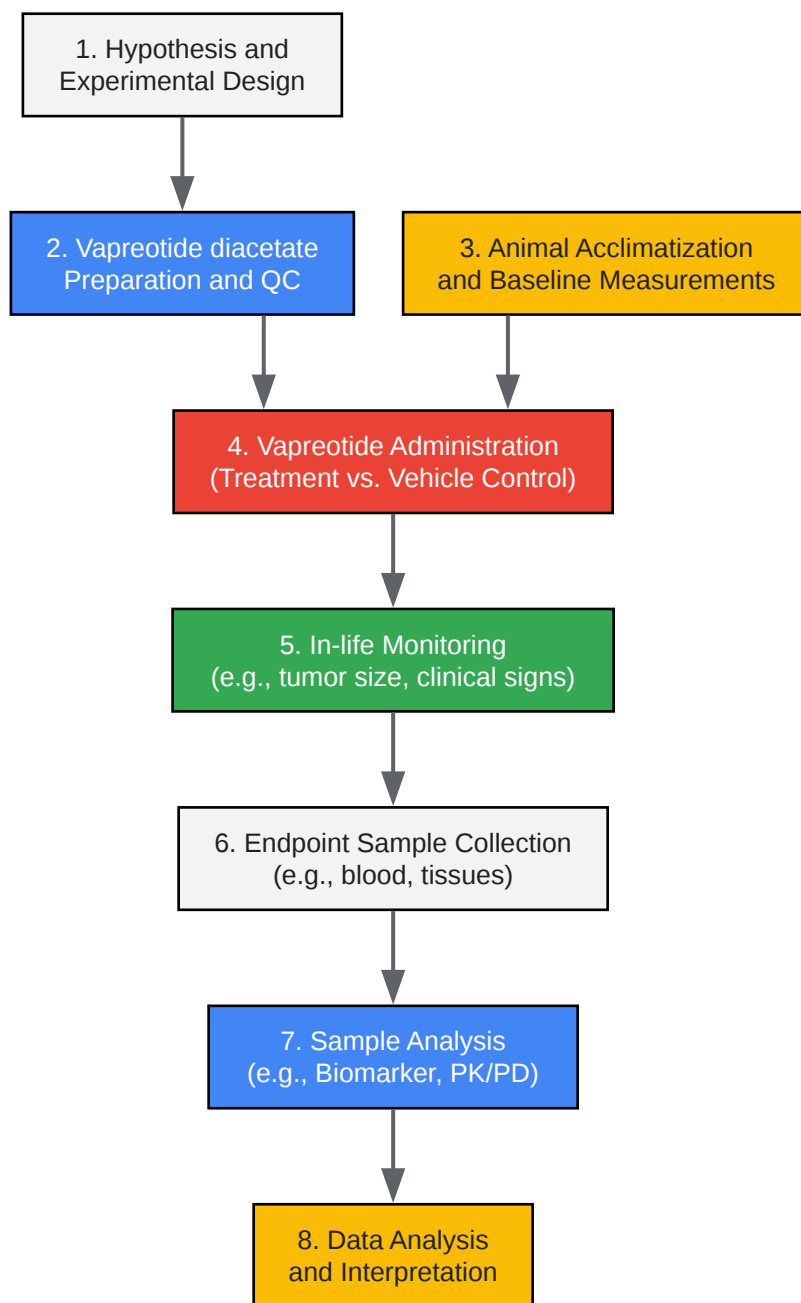 1. Hypothesis and
Experimental Design
2. Vapreotide diacetate
Preparation and QC
3. Animal Acclimatization
and Baseline Measurements
4. Vapreotide Administration
(Treatment vs. Vehicle Control)
5. In-life Monitoring
(e.g., tumor size, clinical signs)
6. Endpoint Sample Collection
(e.g., blood, tissues)
7. Sample Analysis
(e.g., Biomarker, PK/PD)
8. Data Analysis
and Interpretation